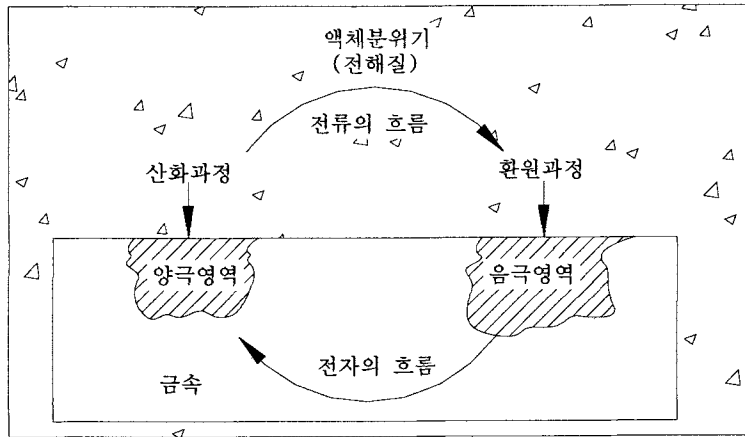 액체분위기
(전해질)
전류의 흐름
산화과정
환원과정
양극영역
음극영역
전자의 흐름
금속